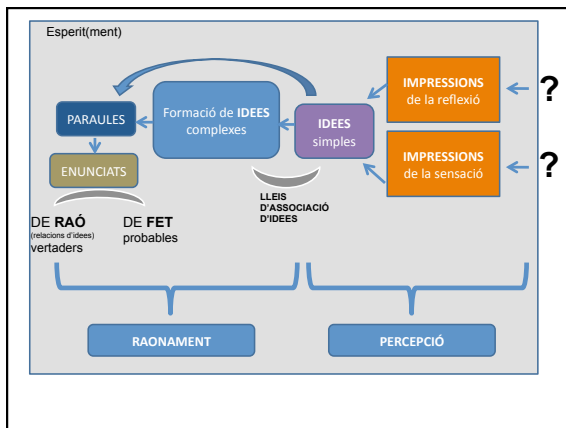 Esperit(ment)
IMPRESSIONS
de la reflexió
?
PARAULES
Formació de IDEES
complexes
IDEES
simples
IMPRESSIONS
de la sensació
?
ENUNCIATS
LLEIS
D'ASSOCIACIÓ
D'IDEES
DE RAÓ
(relacions d'idees)
vertaders
DE FET
probables
RAONAMENT
PERCEPCIÓ